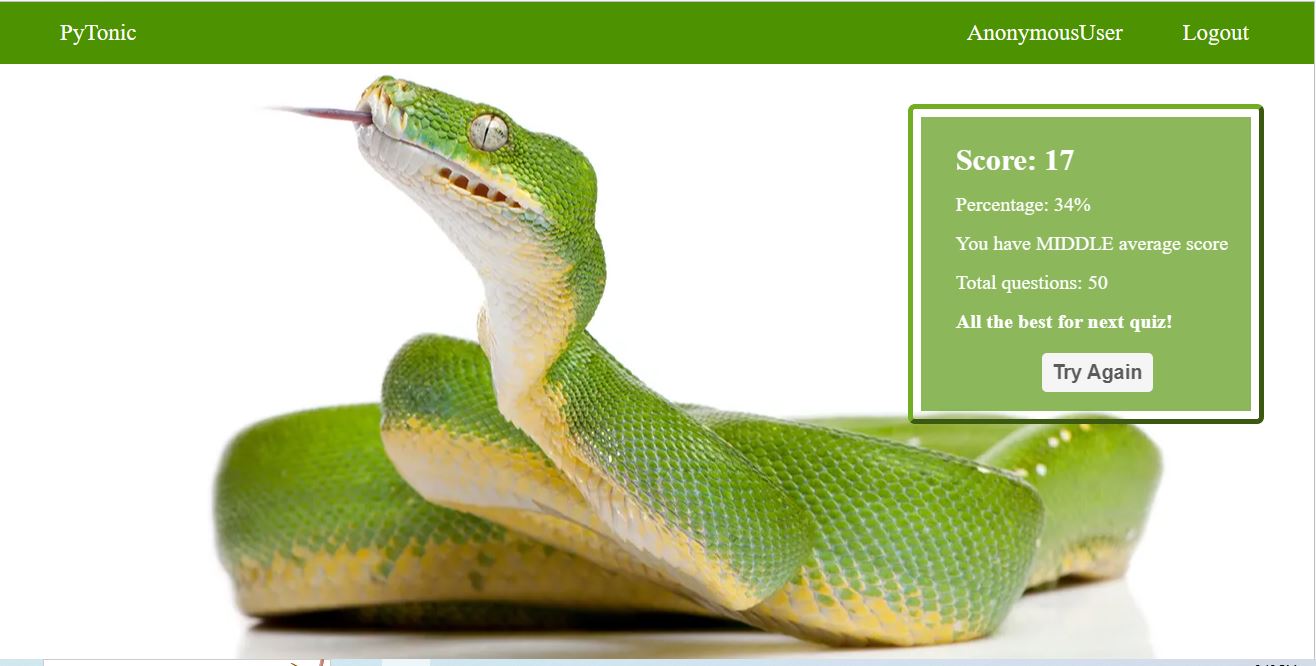 PyTonic
AnonymousUser
Logout
Score: 17
Percentage: 34%
You have MIDDLE average score
Total questions: 50
All the best for next quiz!
Try Again